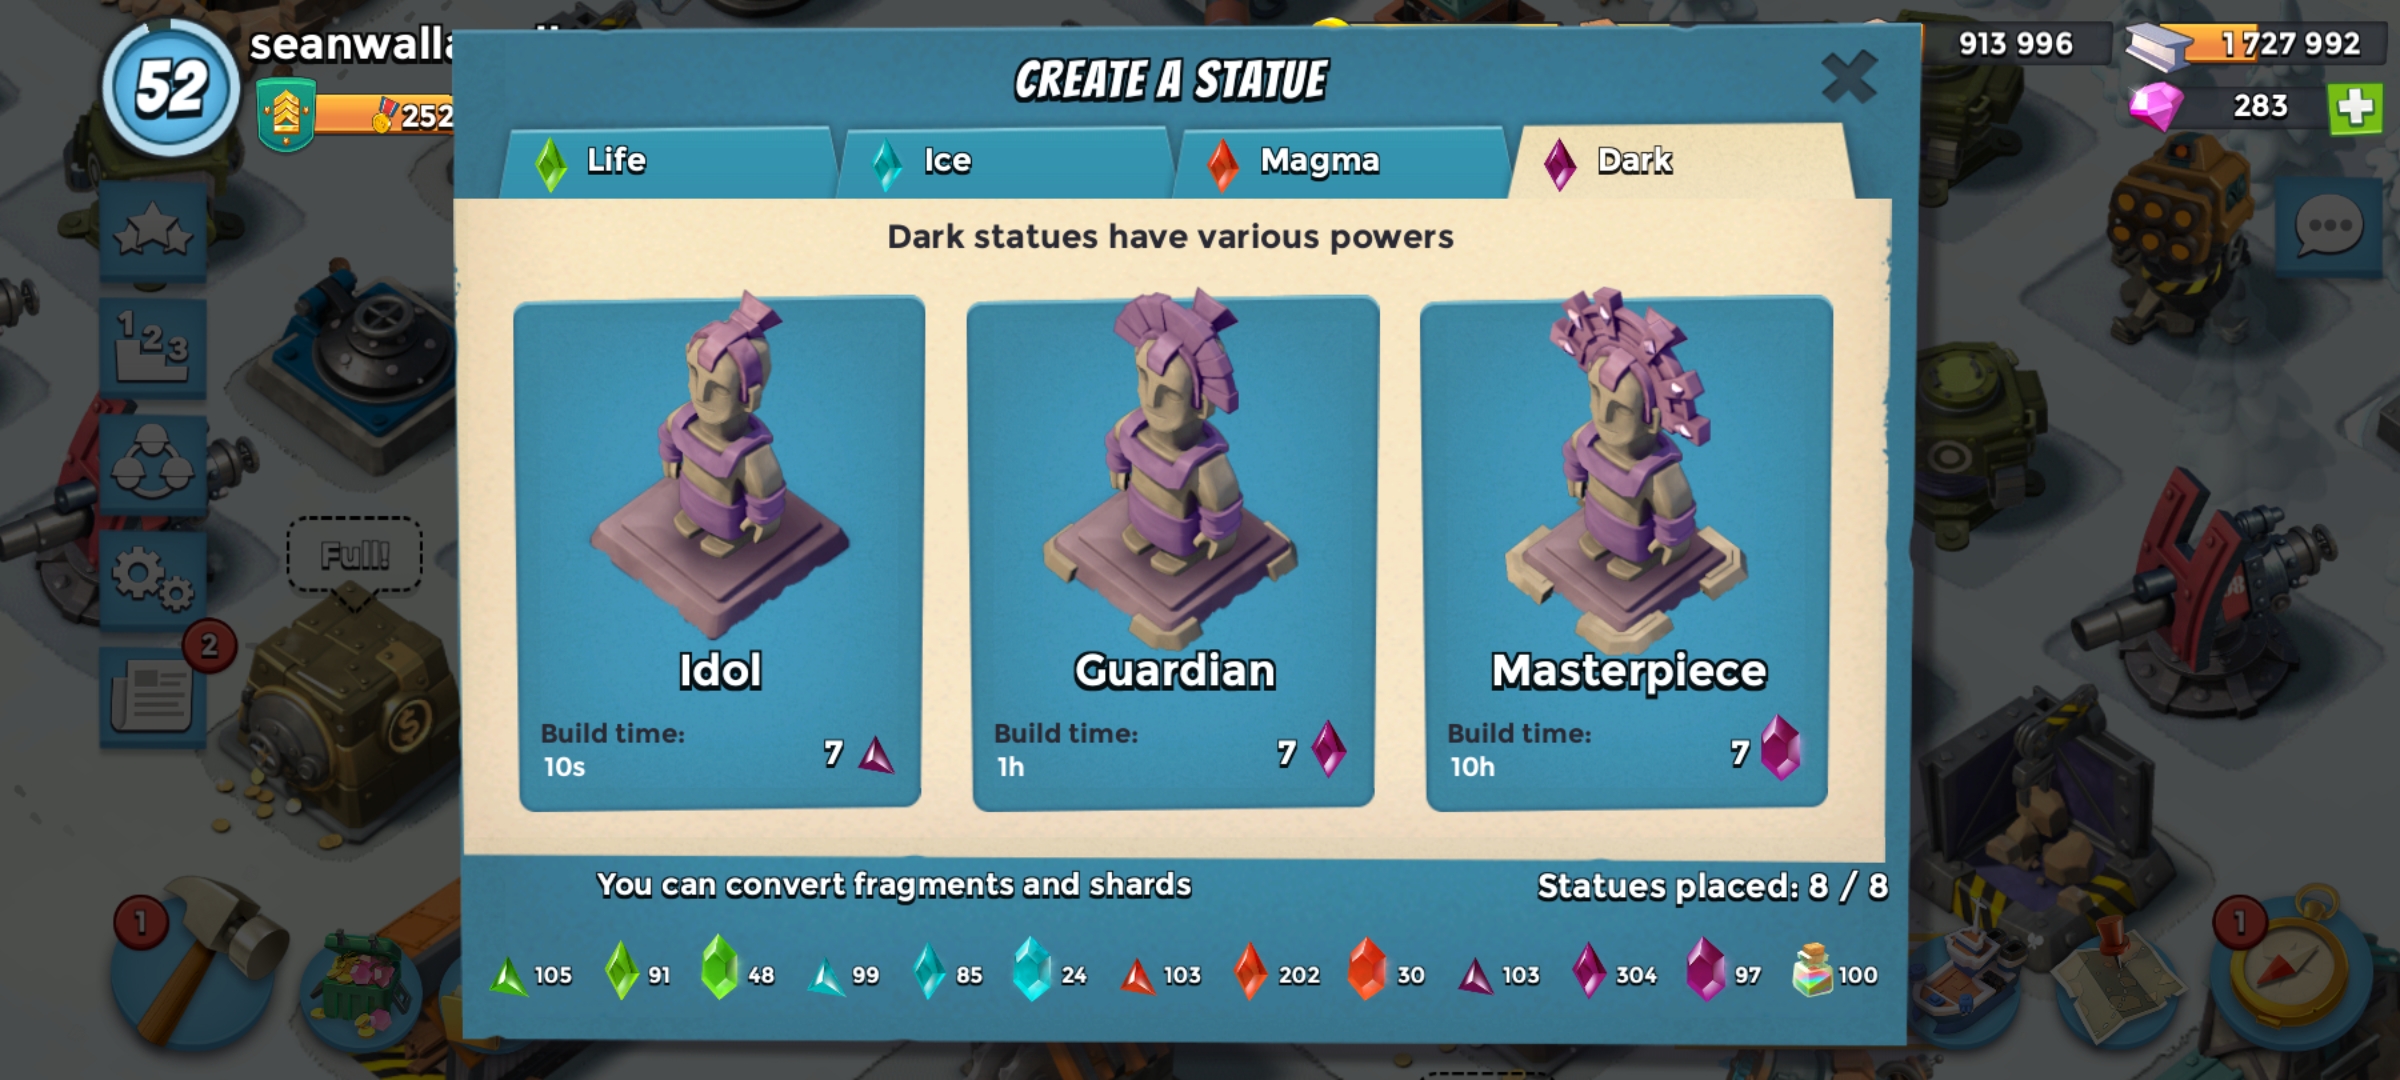 52
252
CREATE A STATUE
913 996
1 727 992
283
Life
Ice
Magma
Dark
Dark statues have various powers
1 2 3
Full!
2
Idol
Build time:
10s
7
Guardian
Build time:
1h
7
Masterpiece
Build time:
10h
7
You can convert fragments and shards
Statues placed: 8 / 8
1
105
91
48
99
85
24
103
202
30
103
304
97
100
1